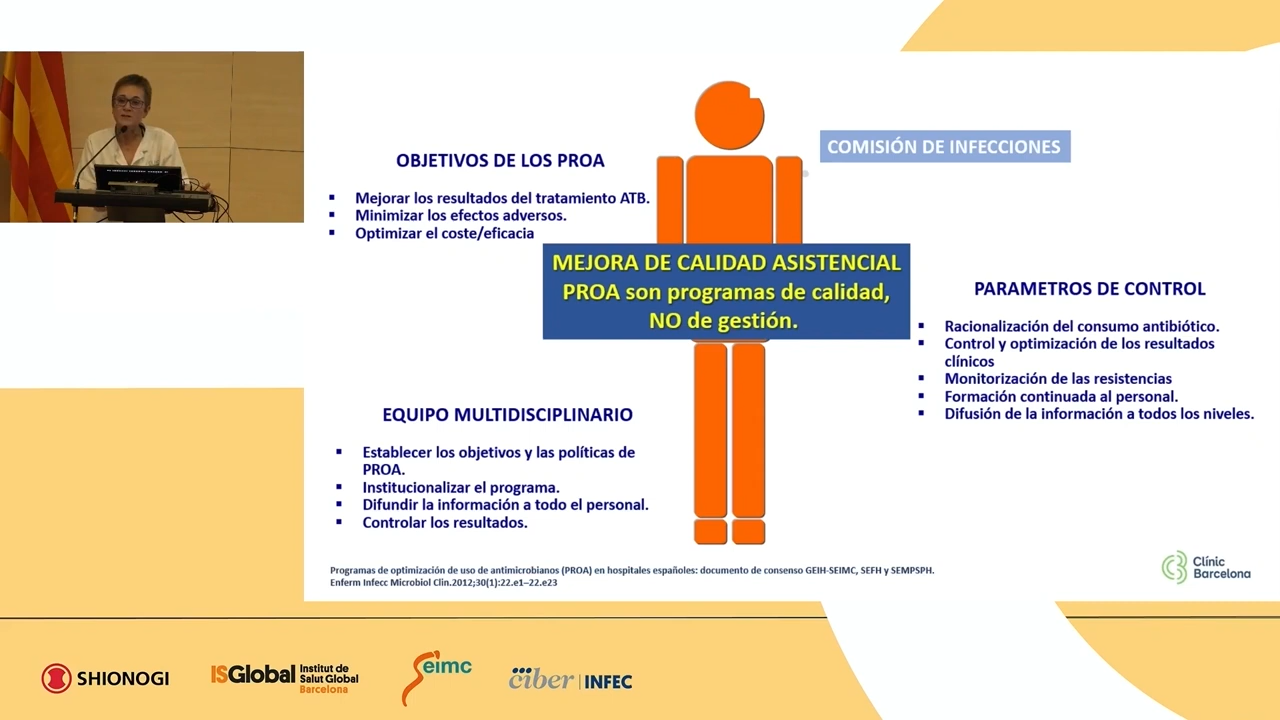 OBJETIVOS DE LOS PROA
▪ Mejorar los resultados del tratamiento ATB.
▪ Minimizar los efectos adversos.
▪ Optimizar el coste/eficacia
COMISIÓN DE INFECCIONES
MEJORA DE CALIDAD ASISTENCIAL
PROA son programas de calidad,
NO de gestión.
PARAMETROS DE CONTROL
▪ Racionalización del consumo antibiótico.
▪ Control y optimización de los resultados
clínicos
▪ Monitorización de las resistencias
▪ Formación continuada al personal.
▪ Difusión de la información a todos los niveles.
EQUIPO MULTIDISCIPLINARIO
▪ Establecer los objetivos y las políticas de
PROA.
▪ Institucionalizar el programa.
▪ Difundir la información a todo el personal.
▪ Controlar los resultados.
Programas de optimización de uso de antimicrobianos (PROA) en hospitales españoles: documento de consenso GEIH-SEIMC, SEFH y SEMPSPH.
Enferm Infecc Microbiol Clin.2012;30(1):22.e1–22.e23
Clínic
Barcelona
SHIONOGI
ISGlobal Institut de
Salut Global
Barcelona
Seimc
ciber INFEC